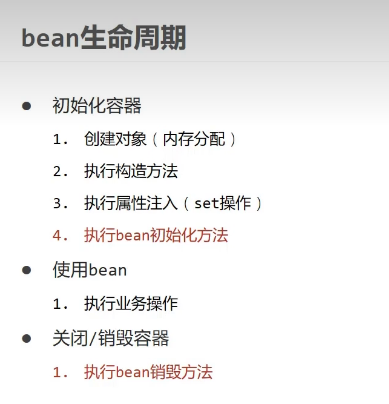 bean生命周期
● 初始化容器
1. 创建对象（内存分配）
2. 执行构造方法
3. 执行属性注入（set操作）
4. 执行bean初始化方法
● 使用bean
1. 执行业务操作
● 关闭/销毁容器
1. 执行bean销毁方法